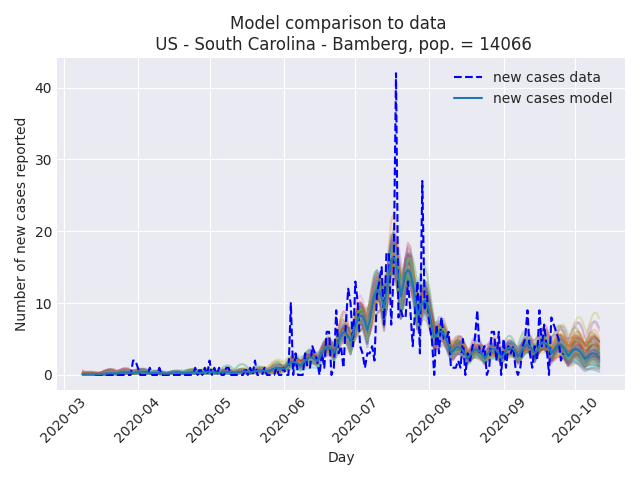 Model comparison to data
US - South Carolina - Bamberg, pop. = 14066
new cases data
new cases model
Number of new cases reported
40
30
20
10
0
2020-03
2020-04
2020-05
2020-06
2020-07
2020-08
2020-09
2020-10
Day